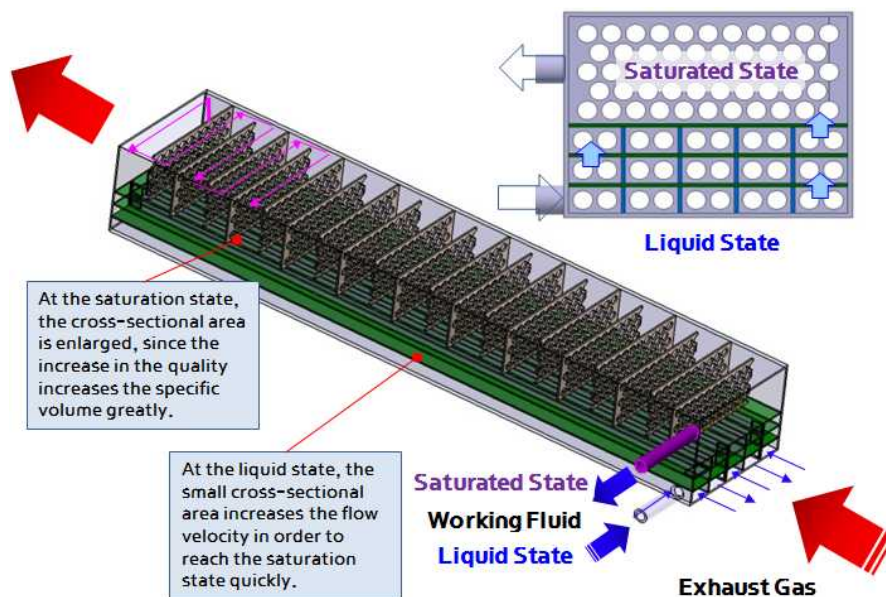 Saturated State
Liquid State
At the saturation state,
the cross-sectional area
is enlarged, since the
increase in the quality
increases the specific
volume greatly.
At the liquid state, the
small cross-sectional
area increases the flow
velocity in order to
reach the saturation
state quickly.
Saturated State
Working Fluid
Liquid State
Exhaust Gas